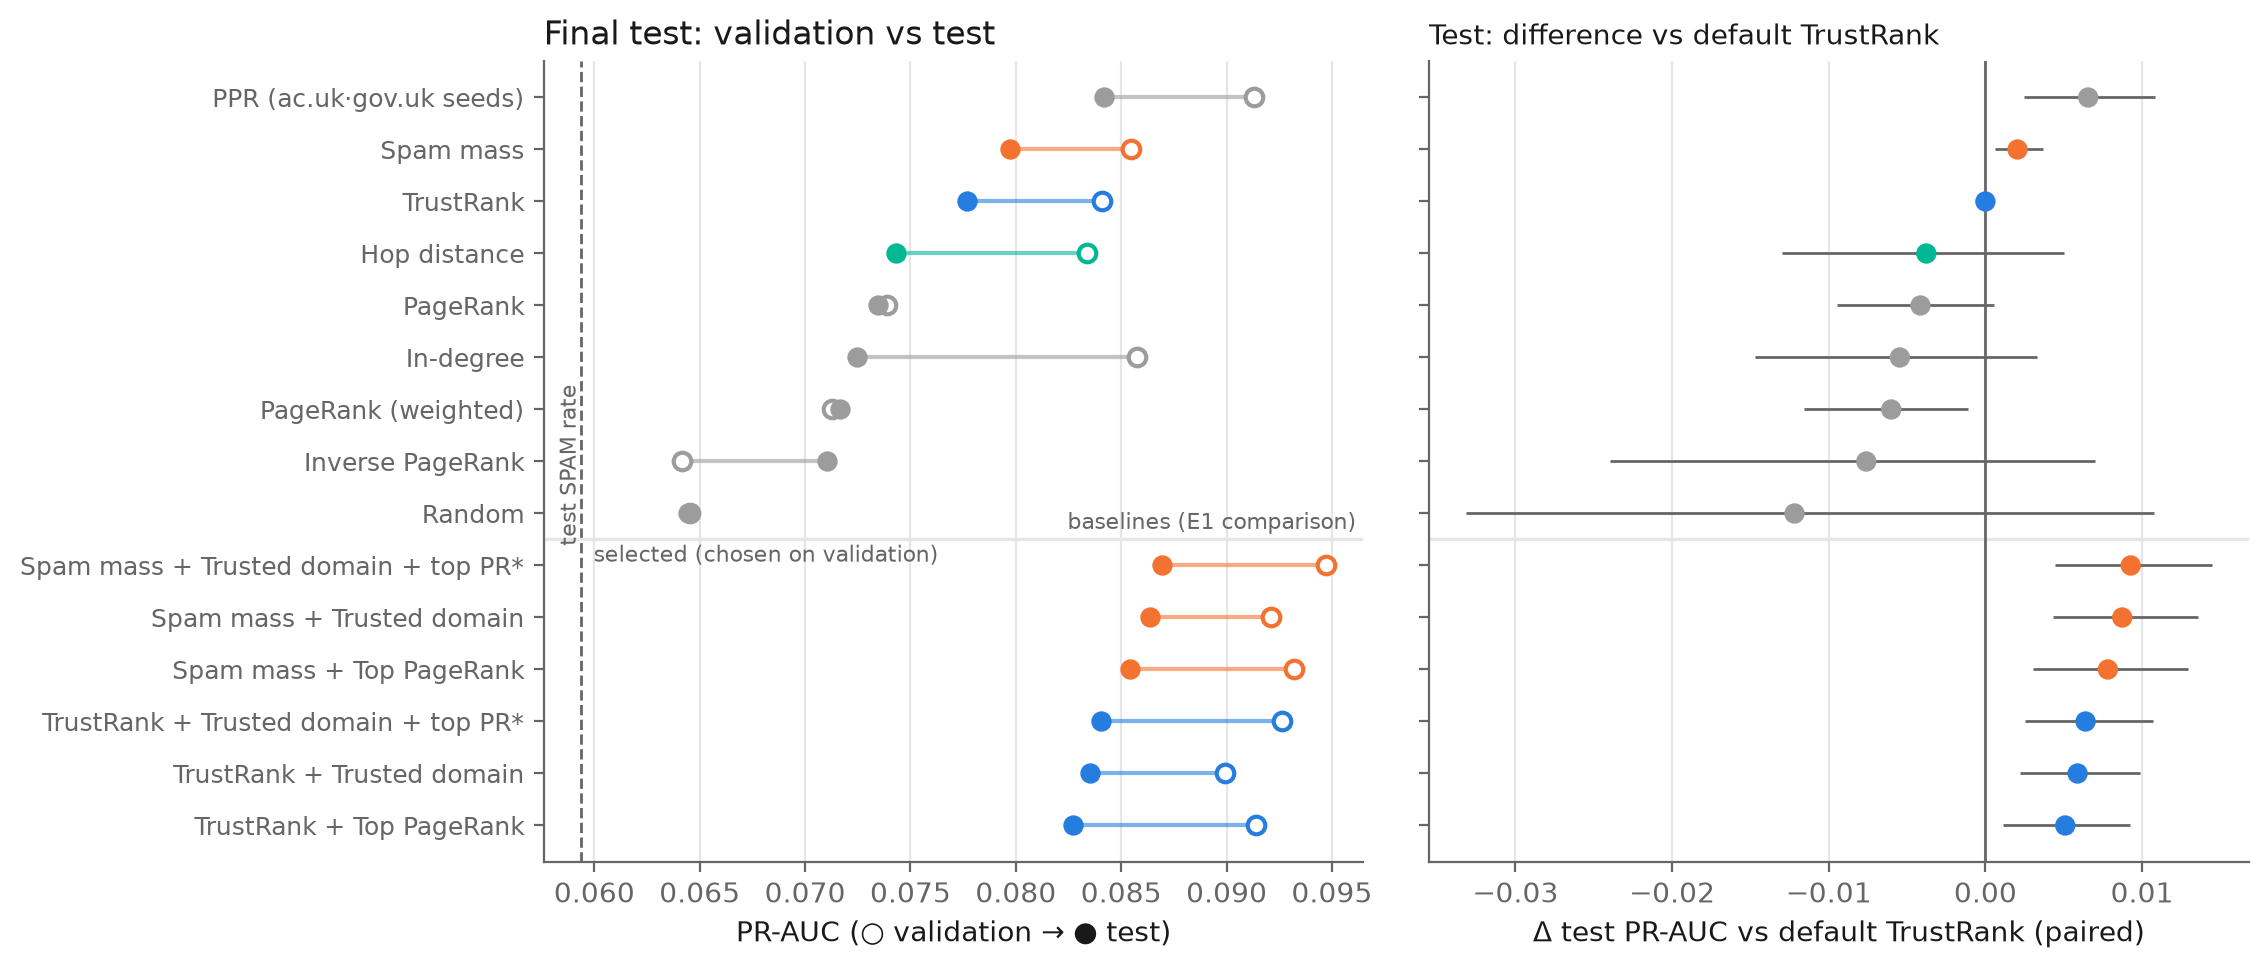 Final test: validation vs test
PPR (ac.uk·gov.uk seeds)
Spam mass
TrustRank
Hop distance
PageRank
In-degree
PageRank (weighted)
Inverse PageRank
Random
Spam mass + Trusted domain + top PR*
Spam mass + Trusted domain
Spam mass + Top PageRank
TrustRank + Trusted domain + top PR*
TrustRank + Trusted domain
TrustRank + Top PageRank
test SPAM rate
baselines (E1 comparison)
selected (chosen on validation)
0.060 0.065 0.070 0.075 0.080 0.085 0.090 0.095
PR-AUC (○ validation → ● test)
Test: difference vs default TrustRank
−0.03 −0.02 −0.01 0.00 0.01
Δ test PR-AUC vs default TrustRank (paired)